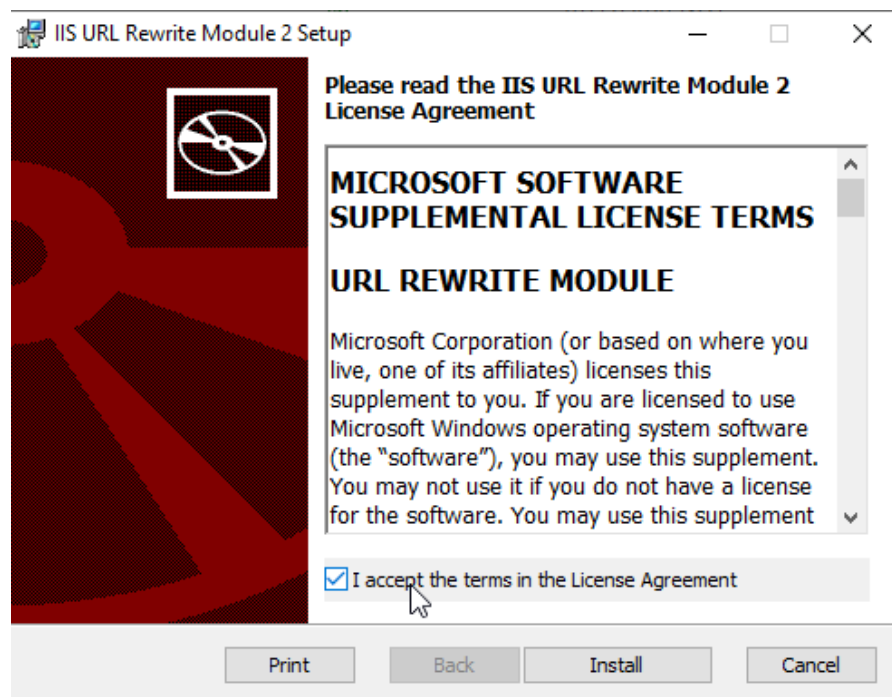 IIS URL Rewrite Module 2 Setup
Please read the IIS URL Rewrite Module 2
License Agreement
MICROSOFT SOFTWARE
SUPPLEMENTAL LICENSE TERMS
URL REWRITE MODULE
Microsoft Corporation (or based on where you
live, one of its affiliates) licenses this
supplement to you. If you are licensed to use
Microsoft Windows operating system software
(the “software”), you may use this supplement.
You may not use it if you do not have a license
for the software. You may use this supplement
I accept the terms in the License Agreement
Print Back Install Cancel